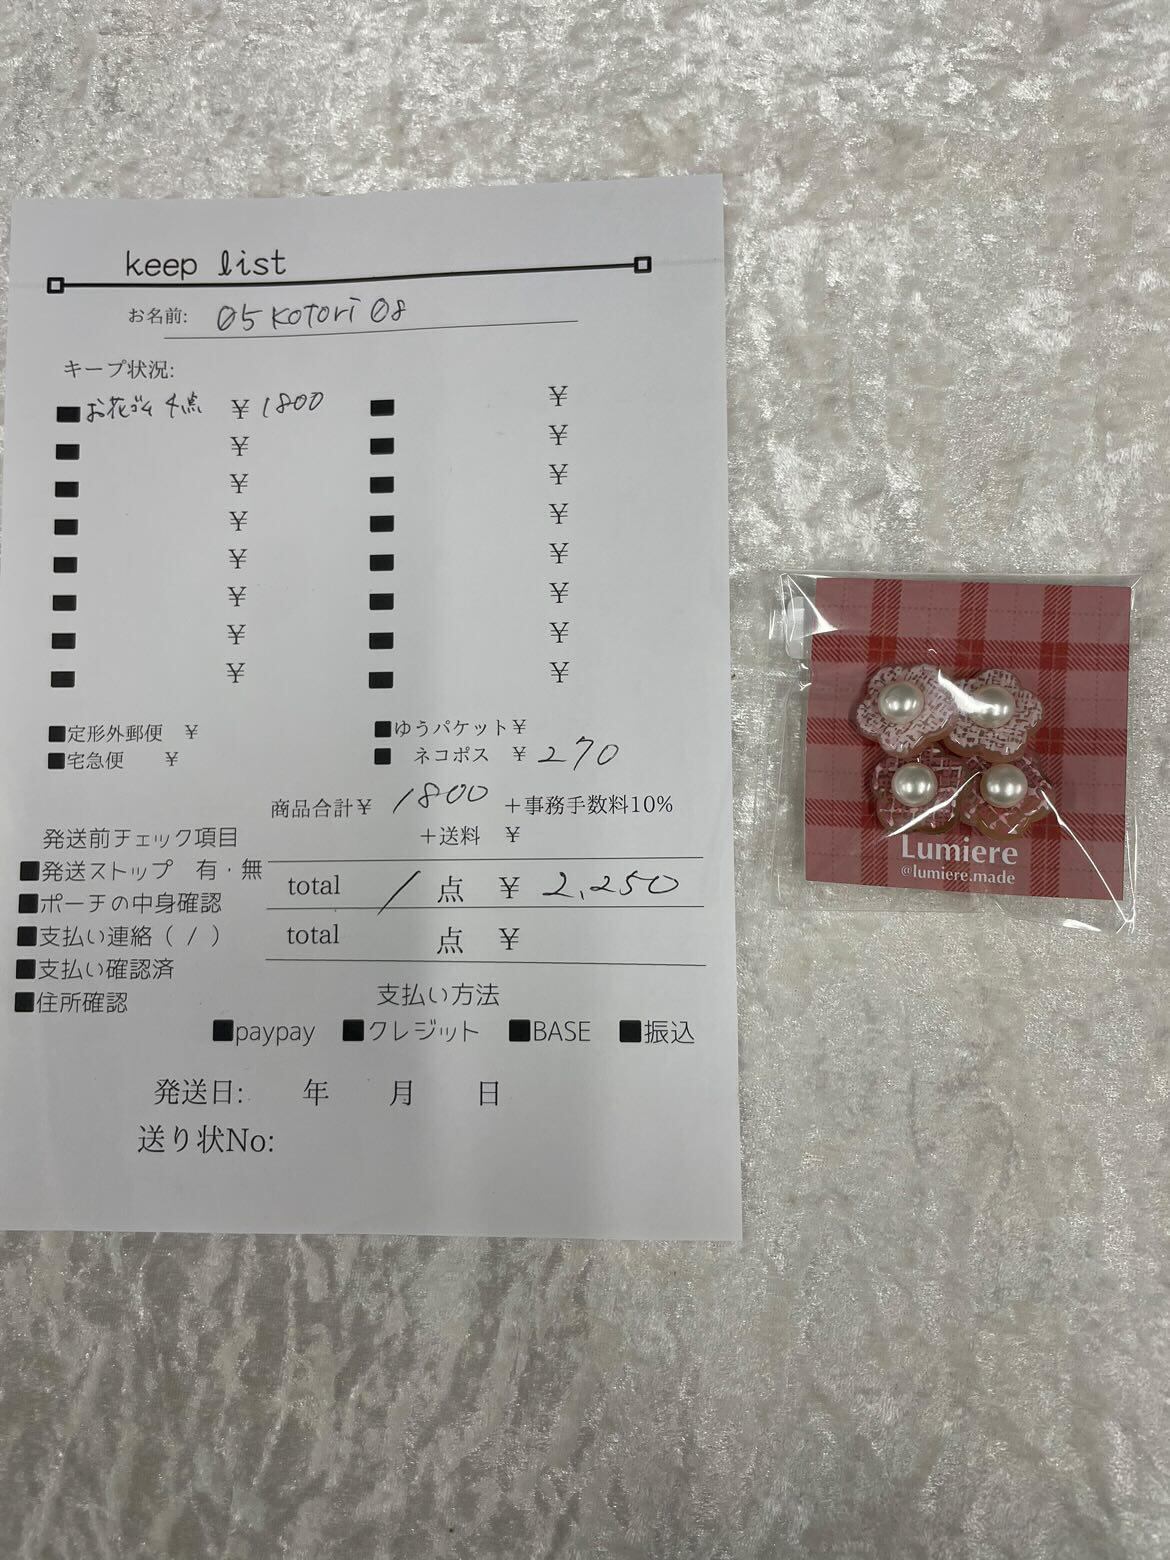 keep list
お名前: 05 Kotori 08
キープ状況:
■お花ゴム 4点 ¥1800 ■ ¥
■ ¥ ■ ¥
■ ¥ ■ ¥
■ ¥ ■ ¥
■ ¥ ■ ¥
■ ¥ ■ ¥
■ ¥ ■ ¥
■ ¥ ■ ¥
■定形外郵便 ¥ ■ゆうパケット¥
■宅急便 ¥ ■ ネコポス ¥270
商品合計¥ 1800 +事務手数料10%
+送料 ¥
発送前チェック項目
■発送ストップ 有・無
■ポーチの中身確認
■支払い連絡( / )
■支払い確認済
■住所確認
total 1 点 ¥ 2,250
total 点 ¥
支払い方法
■paypay ■クレジット ■BASE ■振込
発送日: 年 月 日
送り状No:
Lumiere
@lumiere.made